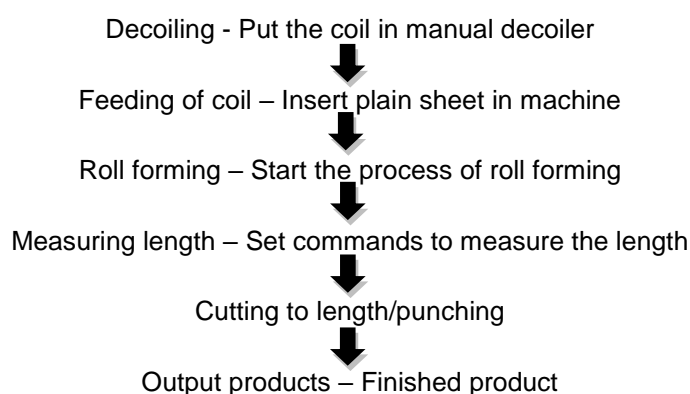 Decoiling - Put the coil in manual decoiler
Feeding of coil – Insert plain sheet in machine
Roll forming – Start the process of roll forming
Measuring length – Set commands to measure the length
Cutting to length/punching
Output products – Finished product